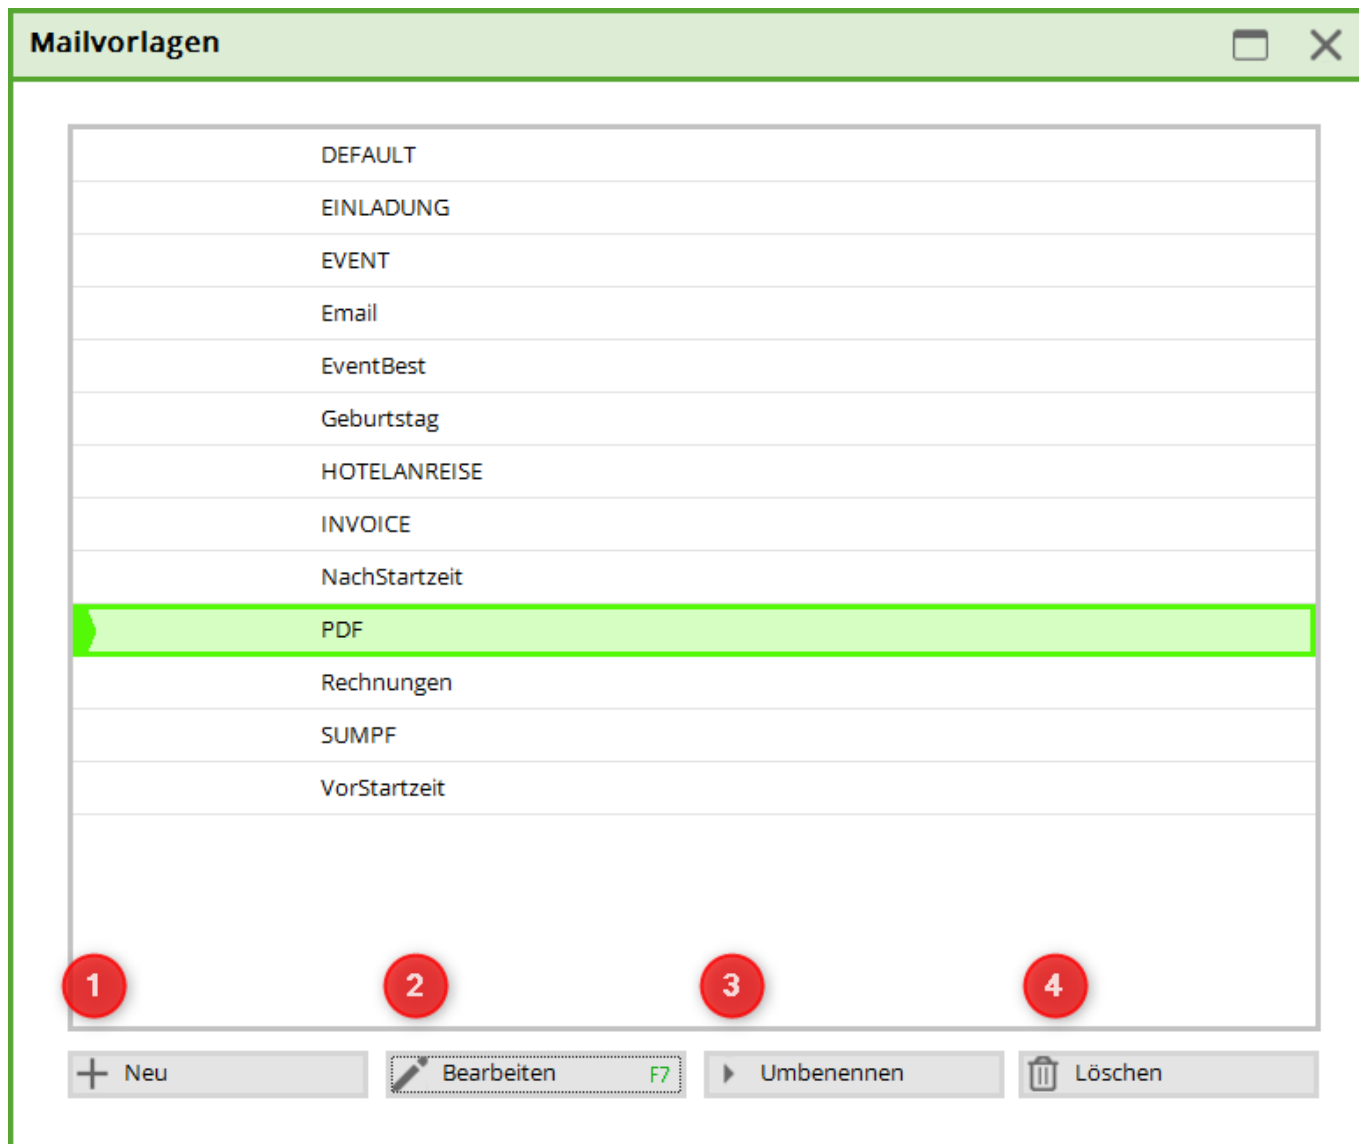 Mailvorlagen
DEFAULT
EINLADUNG
EVENT
Email
EventBest
Geburtstag
HOTELANREISE
INVOICE
NachStartzeit
PDF
Rechnungen
SUMPF
VorStartzeit
1 2 3 4
Neu Bearbeiten F7 Umbenennen Löschen